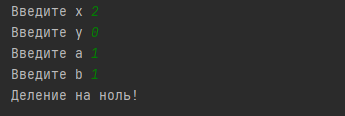 Введите x 2
Введите y 0
Введите a 1
Введите b 1
Деление на ноль!